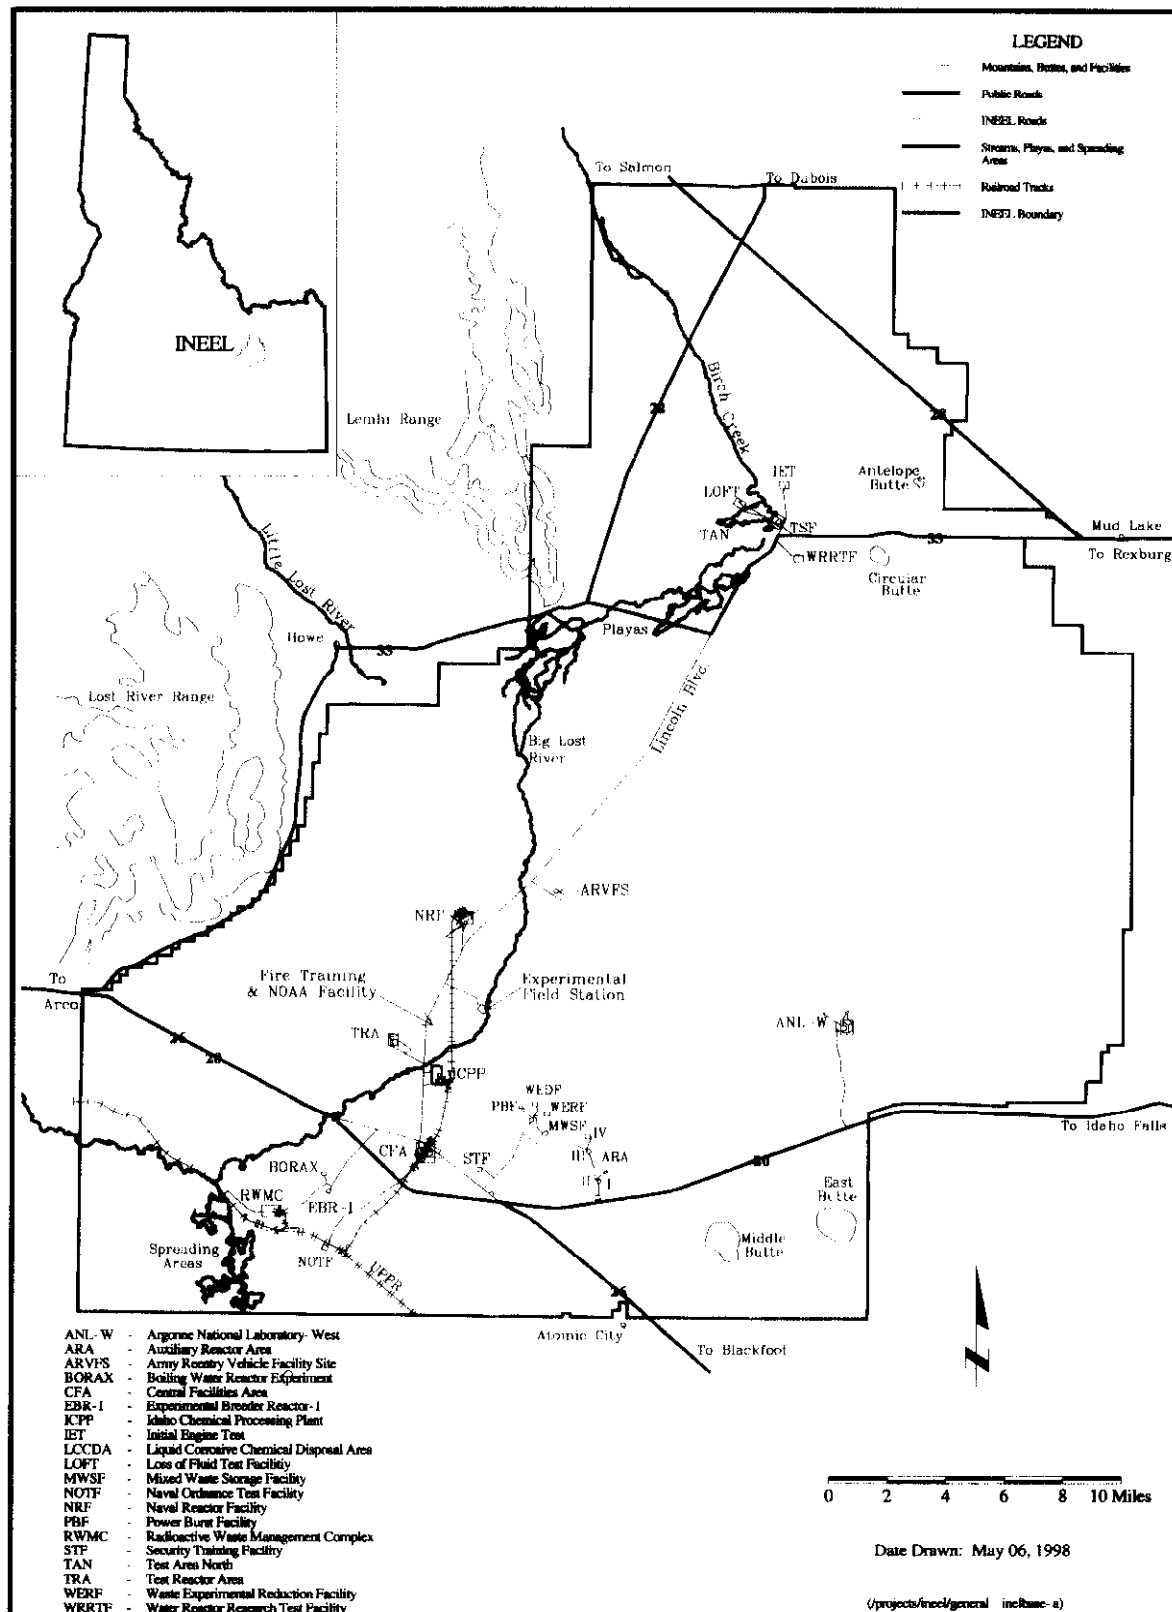 LEGEND
Mountains, Buttes, and Facilities
Public Roads
INEEL Roads
Streams, Playas, and Spreading
Areas
Railroad Tracks
INEEL Boundary
INEEL
To Salmon
To Dubois
Birch Creek
22
28
Lemhi Range
IET
Antelope
Butte
LOFT
TAN
TSF
33
Mud Lake
To Rexburg
WRRTF
Circular
Butte
Little Lost River
Howe
33
Playas
Lincoln Blvd.
Lost River Range
Big Lost
River
ARVFS
NRF
To
Arco
Fire Training
& NOAA Facility
Experimental
Field Station
TRA
ANL-W
26
20
ICPP
WEDF
PBF
WERF
MWSF
IV
III
ARA
II
I
CFA
STF
To Idaho Falls
20
BORAX
RWMC
EBR-I
East
Butte
Middle
Butte
Spreading
Areas
NOTF
UPRR
26
Atomic City
To Blackfoot
N
ANL-W - Argonne National Laboratory-West
ARA - Auxiliary Reactor Area
ARVFS - Army Reentry Vehicle Facility Site
BORAX - Boiling Water Reactor Experiment
CFA - Central Facilities Area
EBR-I - Experimental Breeder Reactor-I
ICPP - Idaho Chemical Processing Plant
IET - Initial Engine Test
LCCDA - Liquid Corrosive Chemical Disposal Area
LOFT - Loss of Fluid Test Facilitiy
MWSF - Mixed Waste Storage Facility
NOTF - Naval Ordnance Test Facility
NRF - Naval Reactor Facility
PBF - Power Burst Facility
RWMC - Radioactive Waste Management Complex
STF - Security Training Facility
TAN - Test Area North
TRA - Test Reactor Area
WERF - Waste Experimental Reduction Facility
WRRTF - Water Reactor Research Test Facility
0 2 4 6 8 10 Miles
Date Drawn: May 06, 1998
(/projects/ineel/general inelbase-a)